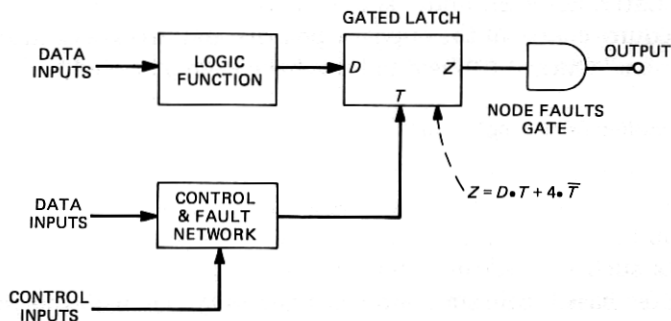 GATED LATCH
DATA
INPUTS
LOGIC
FUNCTION
D
Z
T
OUTPUT
NODE FAULTS
GATE
Z = D•T + 4•T̅
DATA
INPUTS
CONTROL
& FAULT
NETWORK
CONTROL
INPUTS